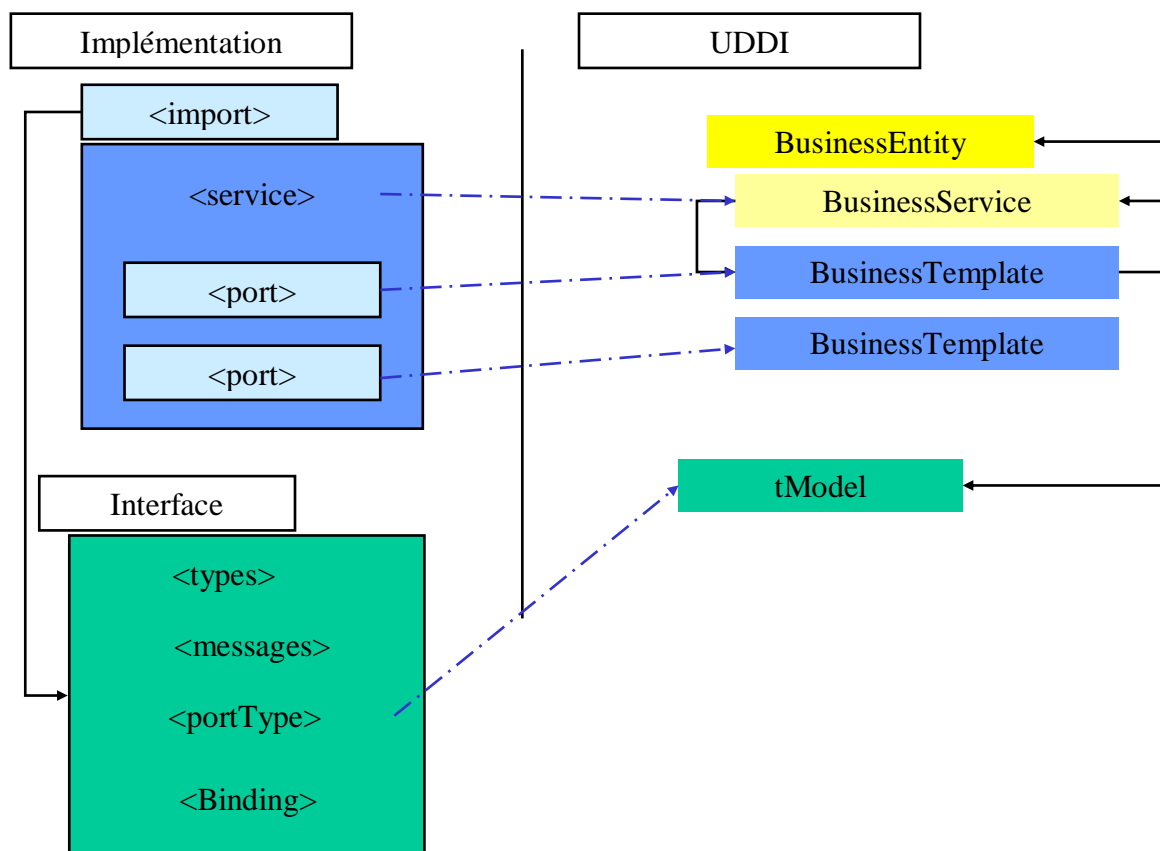 Implémentation
UDDI
<import>
BusinessEntity
<service>
BusinessService
<port>
BusinessTemplate
<port>
BusinessTemplate
tModel
Interface
<types>
<messages>
<portType>
<Binding>